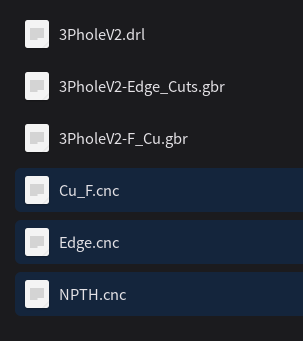 3PholeV2.drl
3PholeV2-Edge_Cuts.gbr
3PholeV2-F_Cu.gbr
Cu_F.cnc
Edge.cnc
NPTH.cnc